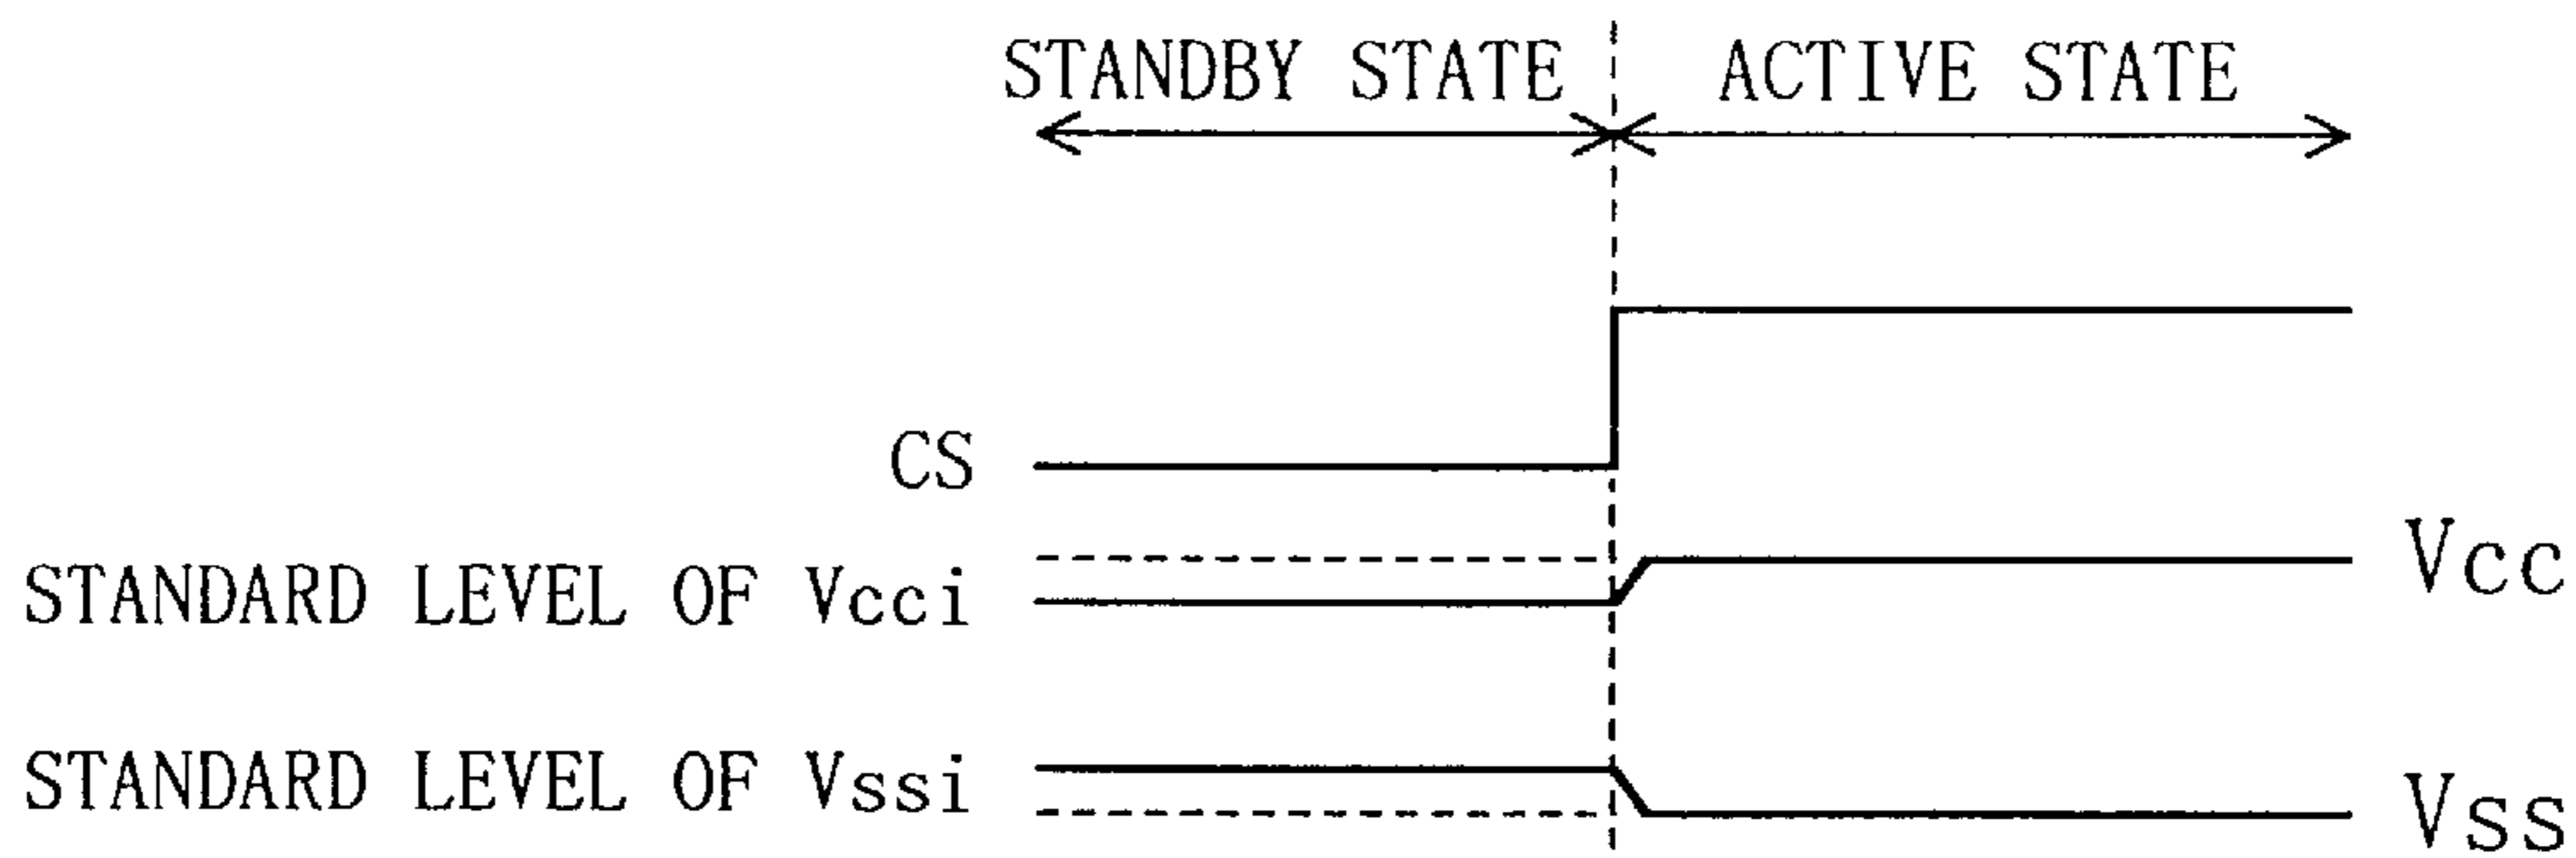 STANDBY STATE
ACTIVE STATE
CS
STANDARD LEVEL OF Vcci
Vcc
STANDARD LEVEL OF Vssi
Vss